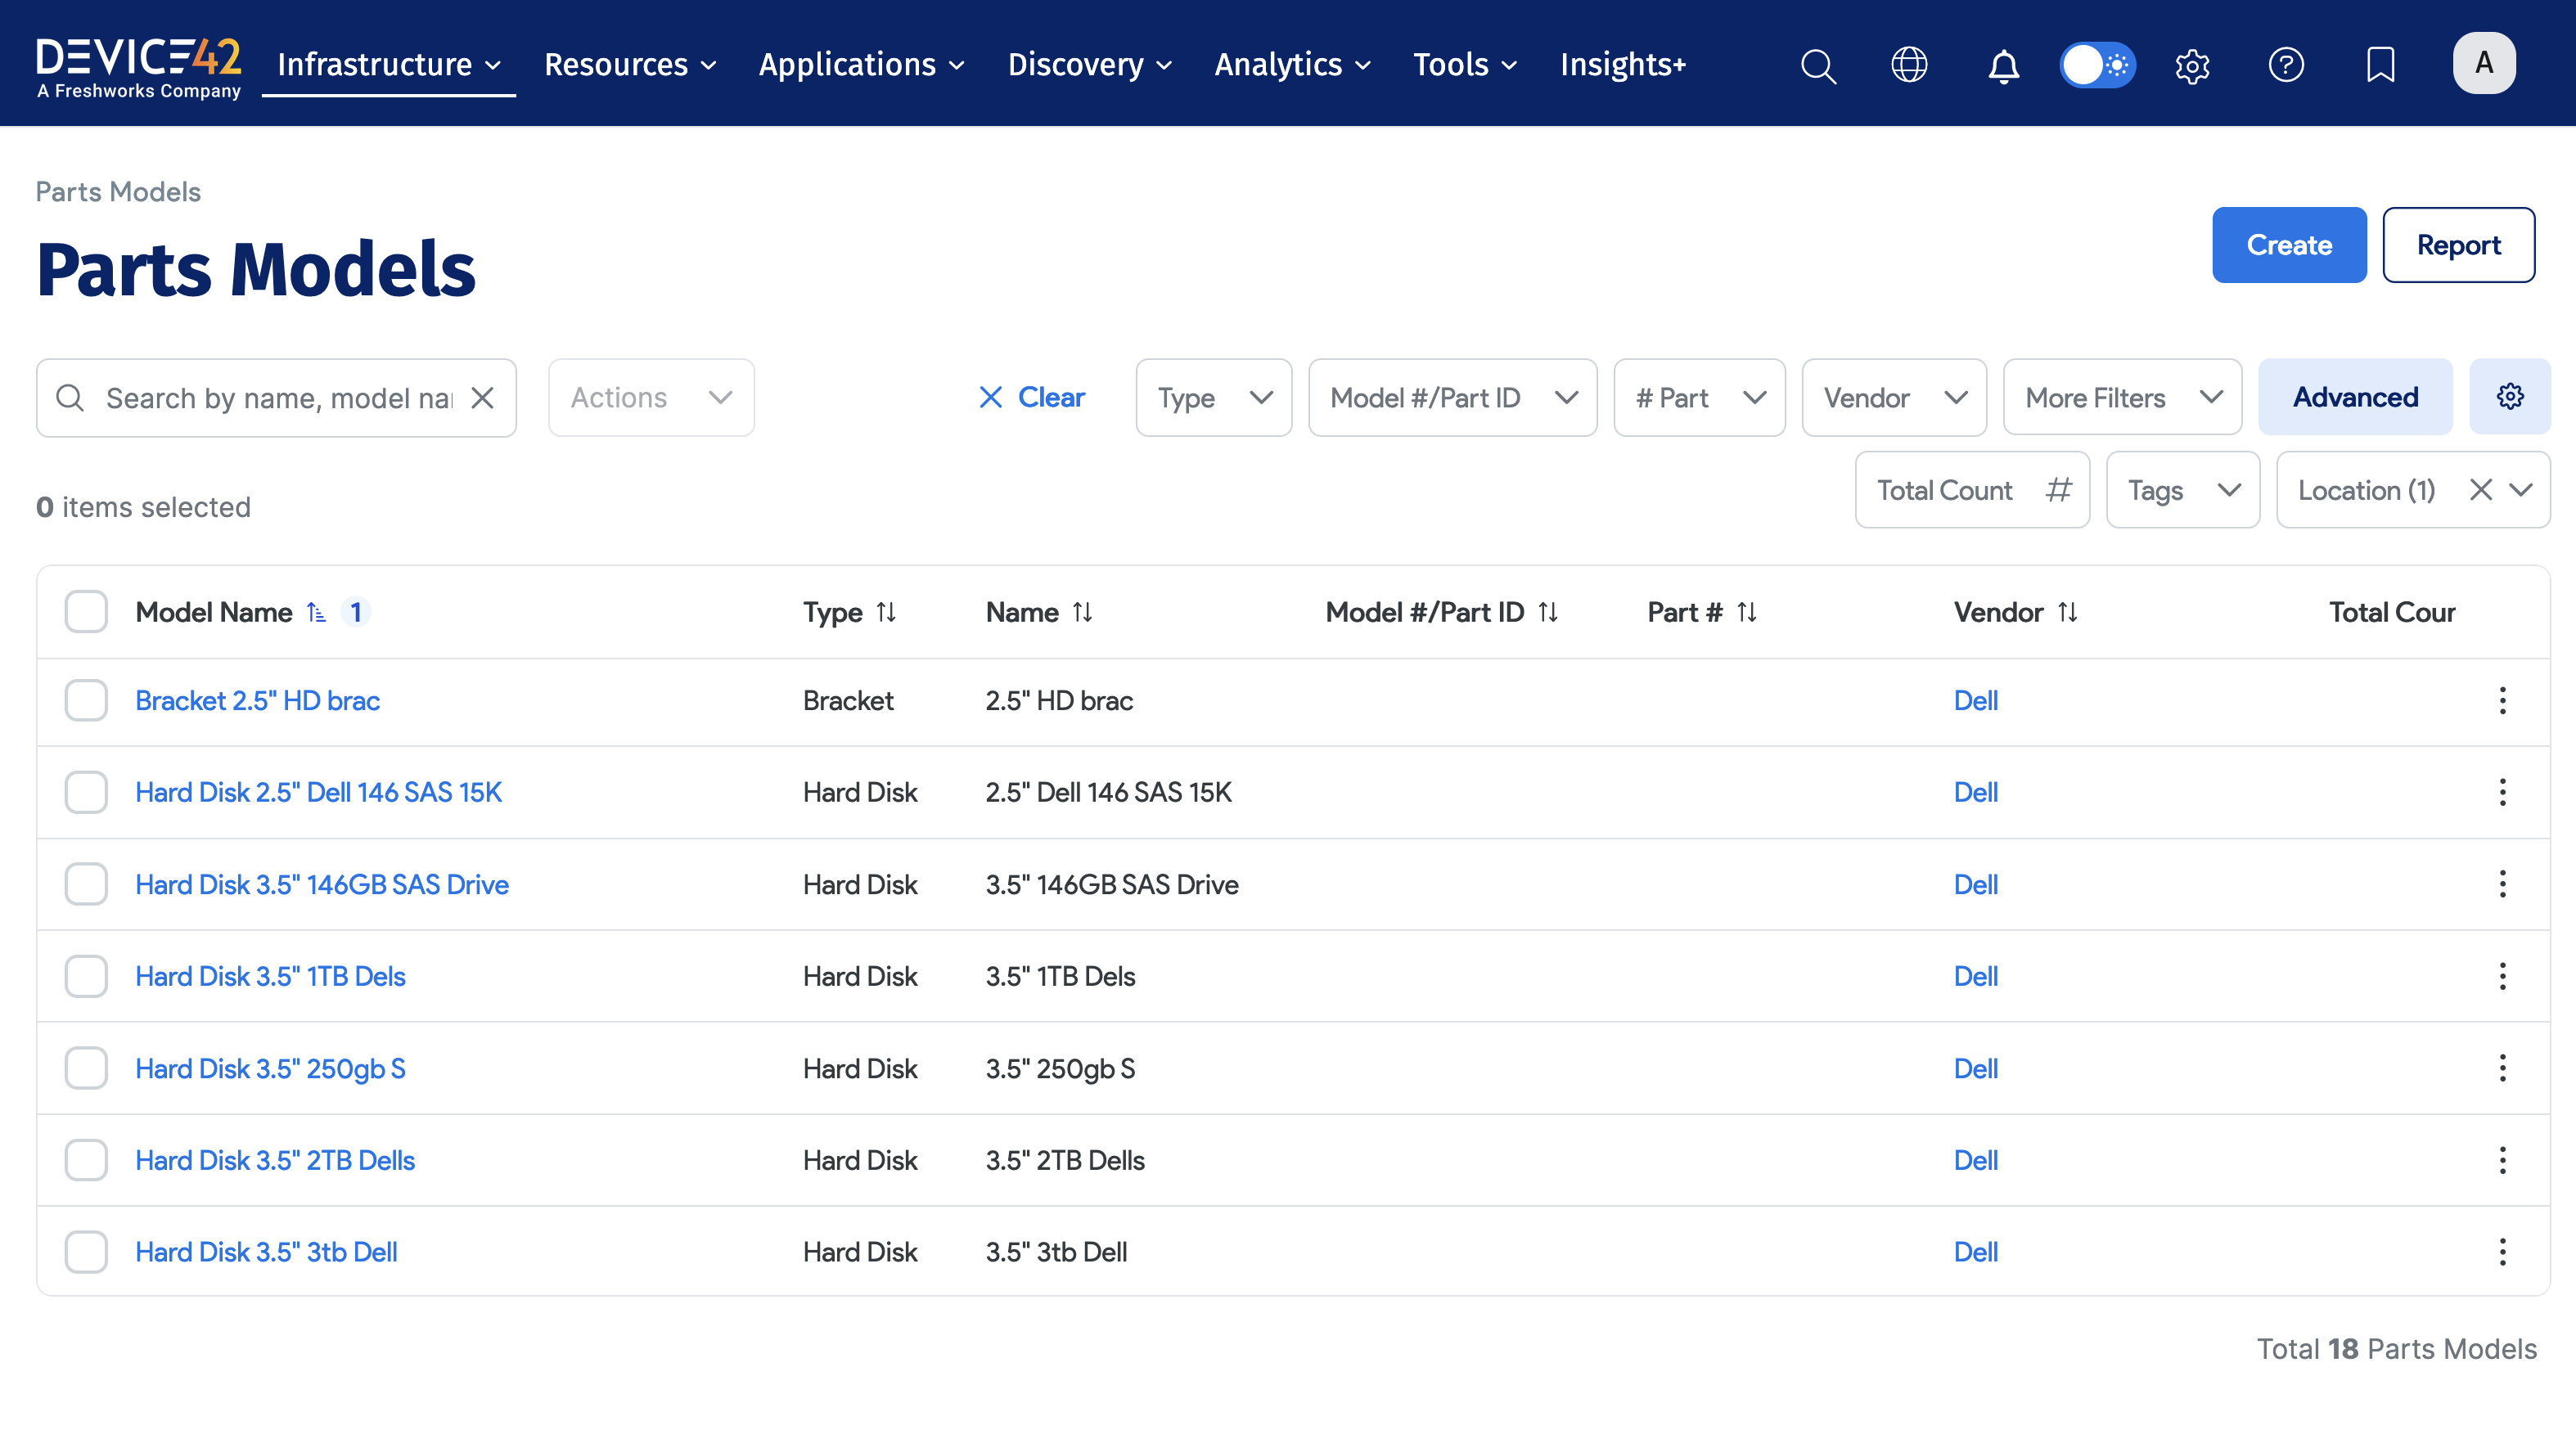 DEVICE42
A Freshworks Company
Infrastructure
Resources
Applications
Discovery
Analytics
Tools
Insights+
A
Parts Models
Parts Models
Create
Report
Search by name, model nar
Actions
Clear
Type
Model #/Part ID
# Part
Vendor
More Filters
Advanced
Total Count #
Tags
Location (1)
0 items selected
Model Name 1 Type Name Model #/Part ID Part # Vendor Total Cour
Bracket 2.5" HD brac Bracket 2.5" HD brac Dell
Hard Disk 2.5" Dell 146 SAS 15K Hard Disk 2.5" Dell 146 SAS 15K Dell
Hard Disk 3.5" 146GB SAS Drive Hard Disk 3.5" 146GB SAS Drive Dell
Hard Disk 3.5" 1TB Dels Hard Disk 3.5" 1TB Dels Dell
Hard Disk 3.5" 250gb S Hard Disk 3.5" 250gb S Dell
Hard Disk 3.5" 2TB Dells Hard Disk 3.5" 2TB Dells Dell
Hard Disk 3.5" 3tb Dell Hard Disk 3.5" 3tb Dell Dell
Total 18 Parts Models